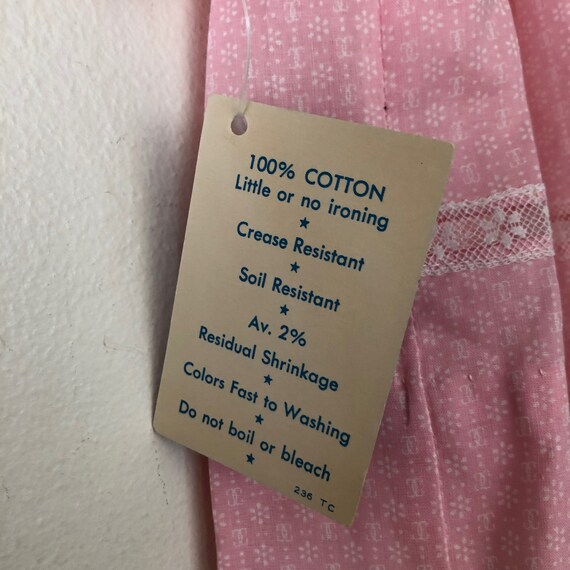 100% COTTON
Little or no ironing
★
Crease Resistant
★
Soil Resistant
★
Av. 2%
Residual Shrinkage
★
Colors Fast to Washing
★
Do not boil or bleach
★
236 TC